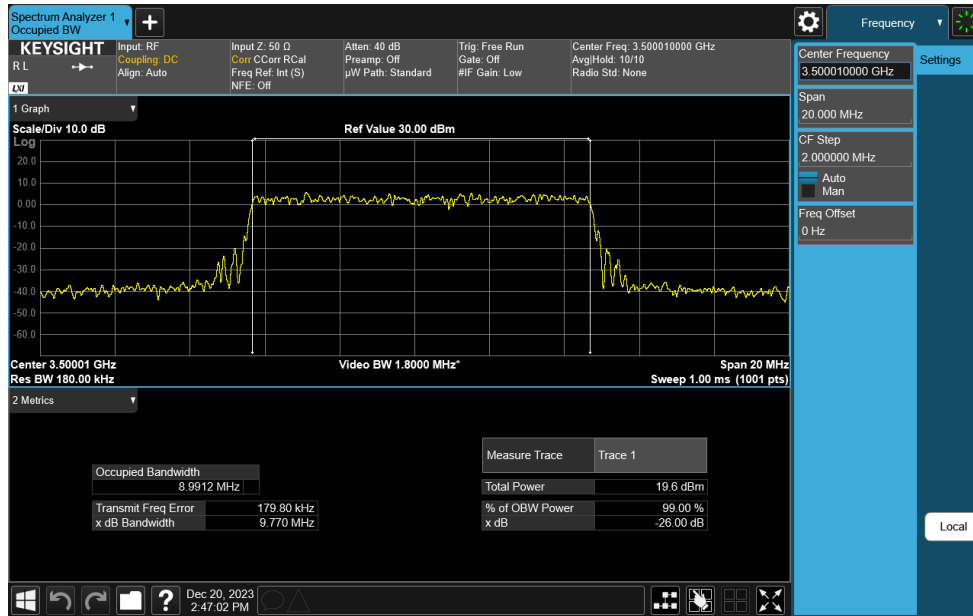 Spectrum Analyzer 1
Occupied BW
Frequency
KEYSIGHT
R L
LXI
Input: RF
Coupling: DC
Align: Auto
Input Z: 50 Ω
Corr CCorr RCal
Freq Ref: Int (S)
NFE: Off
Atten: 40 dB
Preamp: Off
µW Path: Standard
Trig: Free Run
Gate: Off
#IF Gain: Low
Center Freq: 3.500010000 GHz
Avg|Hold: 10/10
Radio Std: None
Center Frequency
3.500010000 GHz
Settings
Span
20.000 MHz
CF Step
2.000000 MHz
Auto
Man
Freq Offset
0 Hz
1 Graph
Scale/Div 10.0 dB
Ref Value 30.00 dBm
Log
20.0
10.0
0.00
-10.0
-20.0
-30.0
-40.0
-50.0
-60.0
Center 3.50001 GHz
Video BW 1.8000 MHz*
Span 20 MHz
Res BW 180.00 kHz
Sweep 1.00 ms (1001 pts)
2 Metrics
Measure Trace Trace 1
Occupied Bandwidth
8.9912 MHz
Total Power 19.6 dBm
Transmit Freq Error 179.80 kHz
% of OBW Power 99.00 %
x dB Bandwidth 9.770 MHz
x dB -26.00 dB
Local
?
Dec 20, 2023
2:47:02 PM